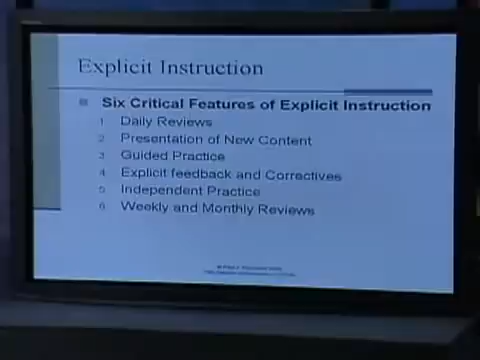 Explicit Instruction
Six Critical Features of Explicit Instruction
1 Daily Reviews
2 Presentation of New Content
3 Guided Practice
4 Explicit feedback and Correctives
5 Independent Practice
6 Weekly and Monthly Reviews